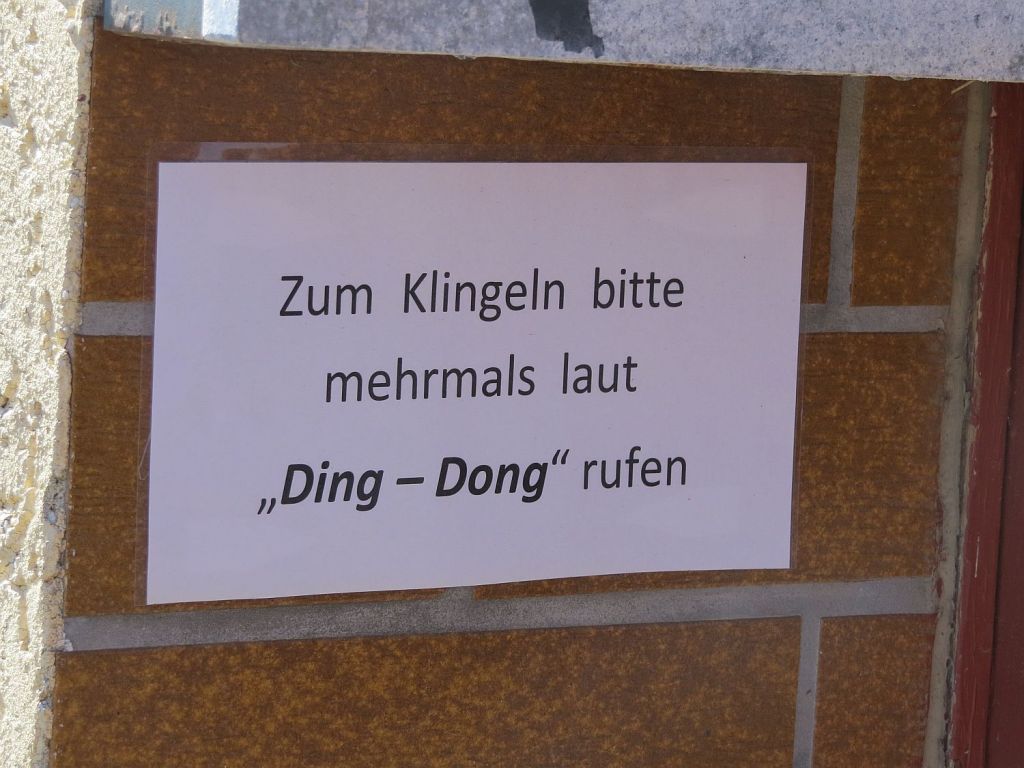 Zum Klingeln bitte
mehrmals laut
„Ding – Dong“ rufen